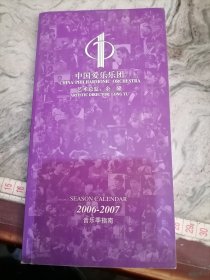 中国爱乐乐团
CHINA PHILHARMONIC ORCHESTRA
艺术总监：余隆
ARTISTIC DIRECTOR LONG YU
SEASON CALENDAR
2006-2007
音乐季指南